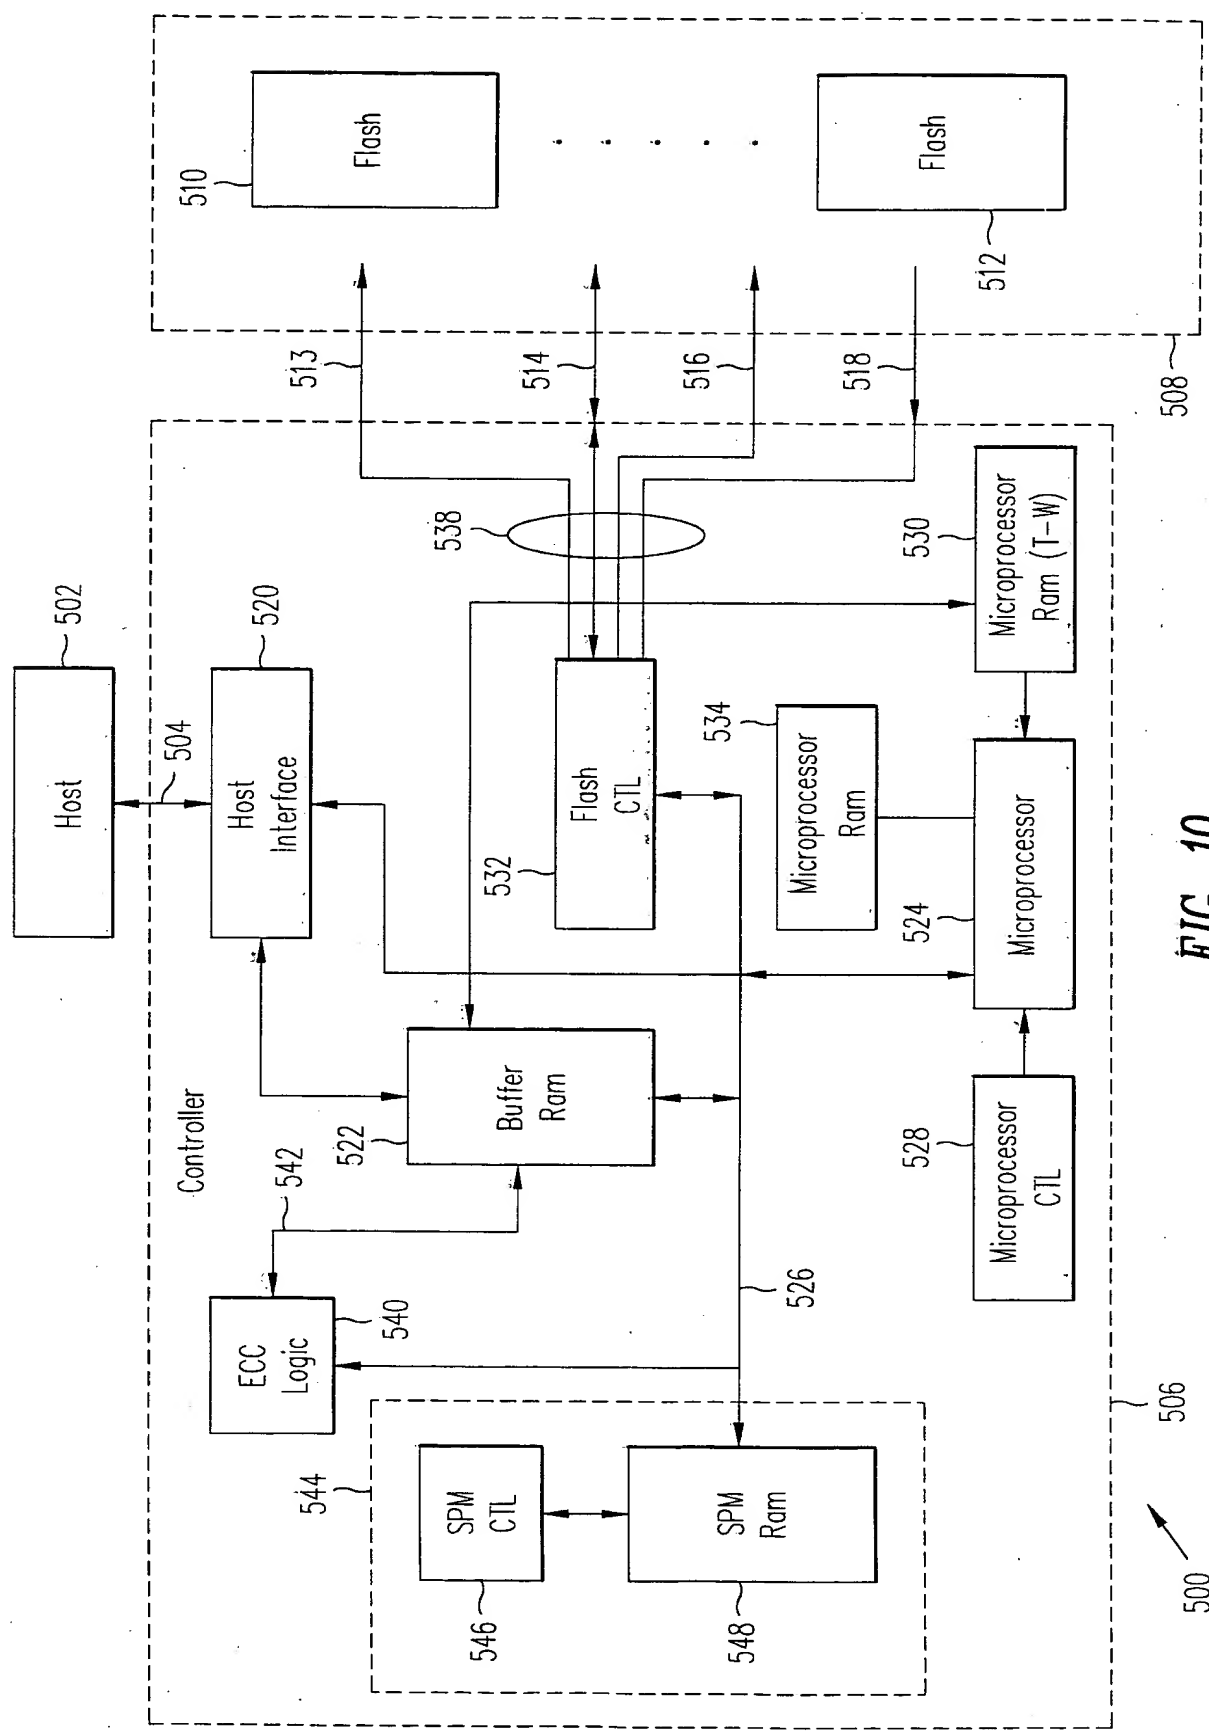 Host
502
504
Controller
Host
Interface
520
ECC
Logic
542
540
544
513
510
Flash
522
Buffer
Ram
538
SPM
CTL
546
532
Flash
CTL
514
SPM
Ram
548
534
Microprocessor
Ram
516
526
518
530
528
524
Flash
512
Microprocessor
CTL
Microprocessor
Microprocessor
Ram (T-W)
506
508
500
FIG. 10